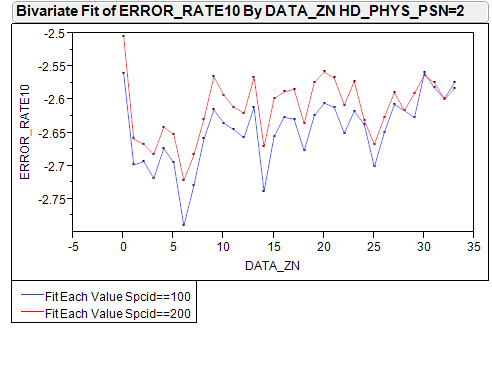 Bivariate Fit of ERROR_RATE10 By DATA_ZN HD_PHYS_PSN=2
-2.5
-2.55
-2.6
-2.65
-2.7
-2.75
ERROR_RATE10
-5 0 5 10 15 20 25 30 35
DATA_ZN
Fit Each Value Spcid==100
Fit Each Value Spcid==200